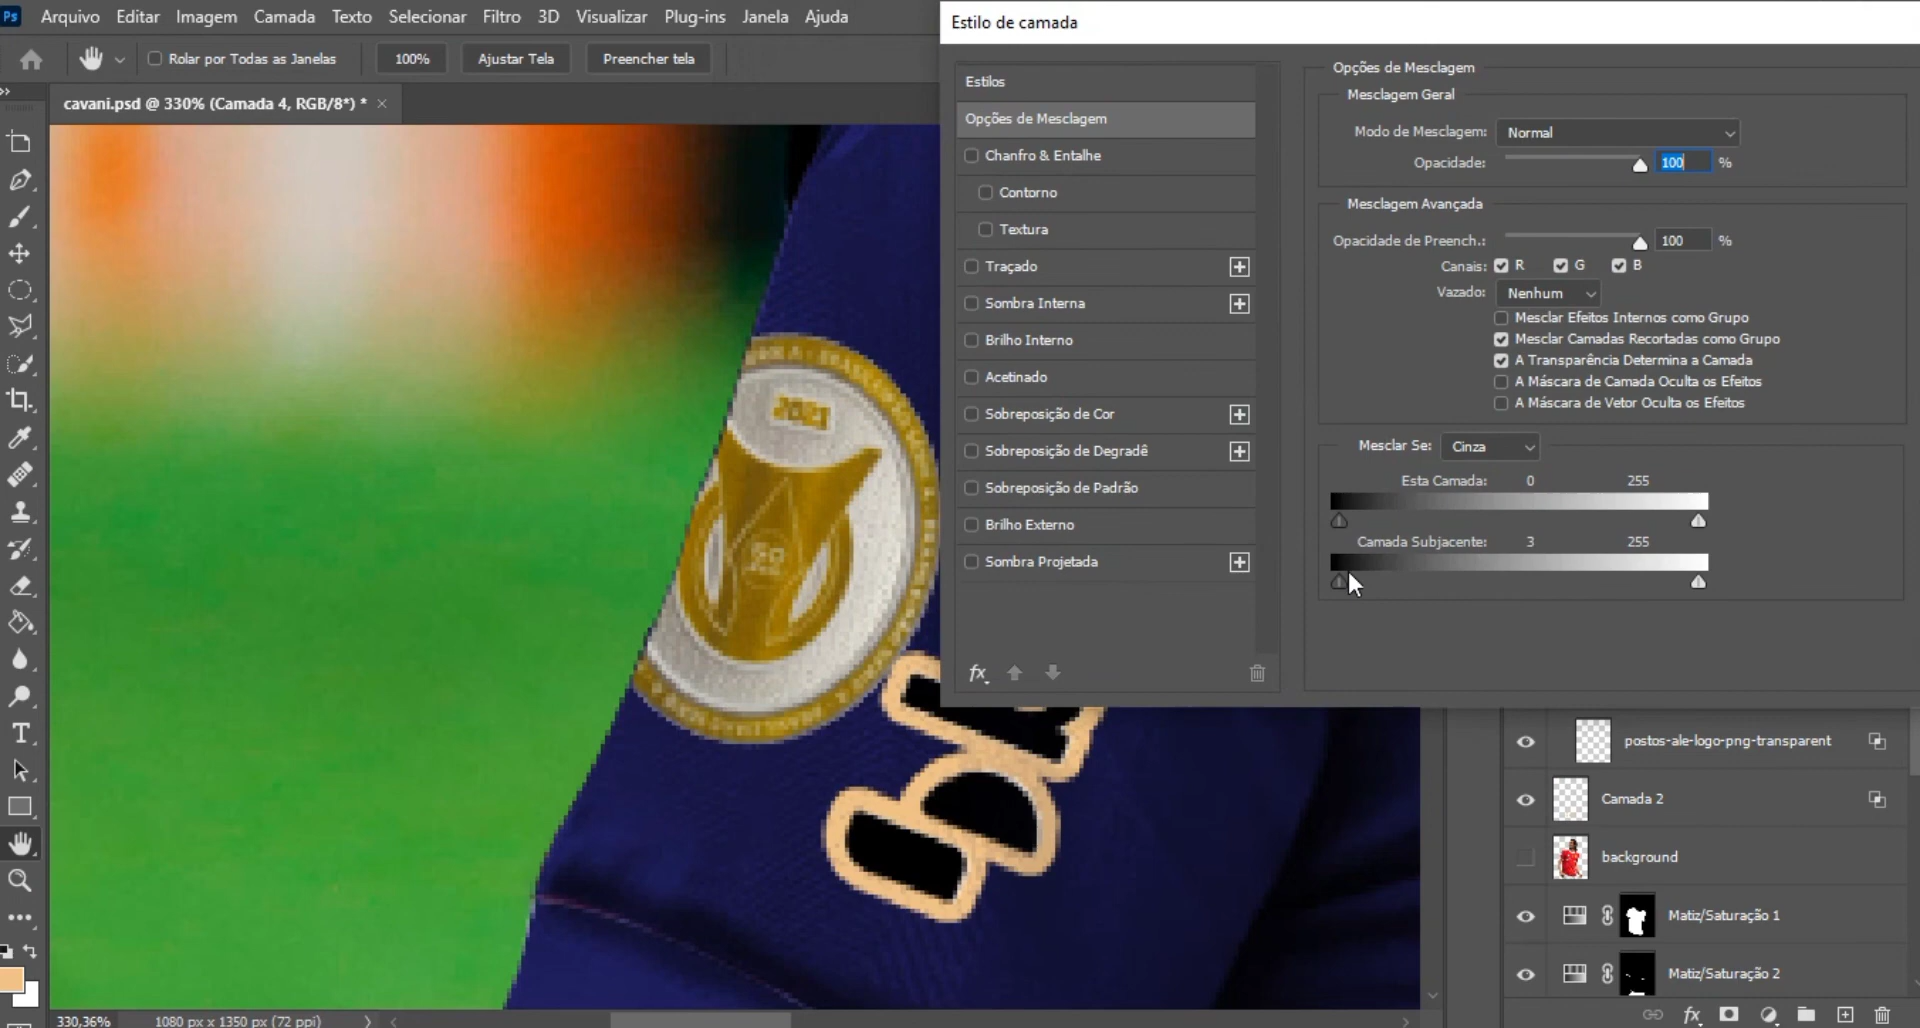 Ps
Arquivo Editar Imagem Camada Texto Selecionar Filtro 3D Visualizar Plug-ins Janela Ajuda
Estilo de camada
Rolar por Todas as Janelas
100%
Ajustar Tela
Preencher tela
cavani.psd @ 330% (Camada 4, RGB/8*) *
Estilos
Opções de Mesclagem
Chanfro & Entalhe
Contorno
Textura
Traçado
Sombra Interna
Brilho Interno
Acetinado
Sobreposição de Cor
Sobreposição de Degradê
Sobreposição de Padrão
Brilho Externo
Sombra Projetada
fx
Opções de Mesclagem
Mesclagem Geral
Modo de Mesclagem: Normal
Opacidade: 100 %
Mesclagem Avançada
Opacidade de Preench.: 100 %
Canais: R G B
Vazado: Nenhum
Mesclar Efeitos Internos como Grupo
Mesclar Camadas Recortadas como Grupo
A Transparência Determina a Camada
A Máscara de Camada Oculta os Efeitos
A Máscara de Vetor Oculta os Efeitos
Mesclar Se: Cinza
Esta Camada: 0 255
Camada Subjacente: 3 255
2021
postos-ale-logo-png-transparent
Camada 2
background
Matiz/Saturação 1
Matiz/Saturação 2
fx
330,36% 1080 px x 1350 px (72 ppi)